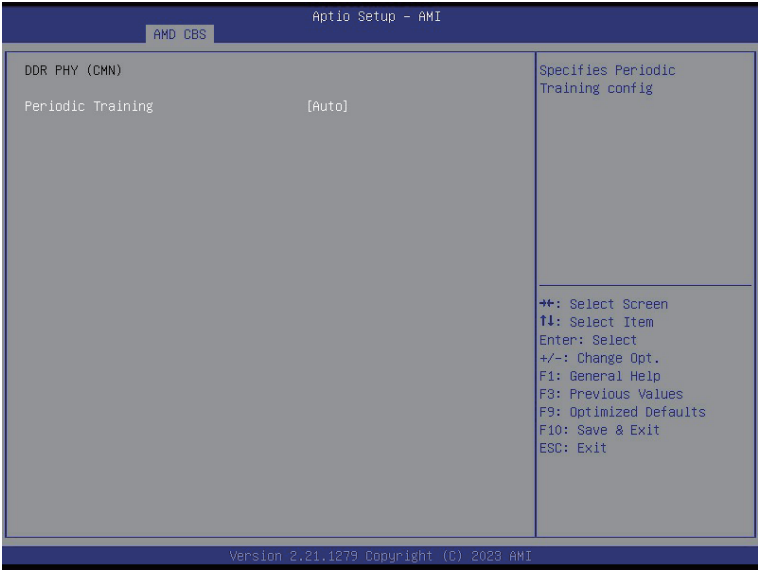 Aptio Setup - AMI
AMD CBS
DDR PHY (CMN)
Periodic Training [Auto]
Specifies Periodic
Training config
→←: Select Screen
↑↓: Select Item
Enter: Select
+/-: Change Opt.
F1: General Help
F3: Previous Values
F9: Optimized Defaults
F10: Save & Exit
ESC: Exit
Version 2.21.1279 Copyright (C) 2023 AMI